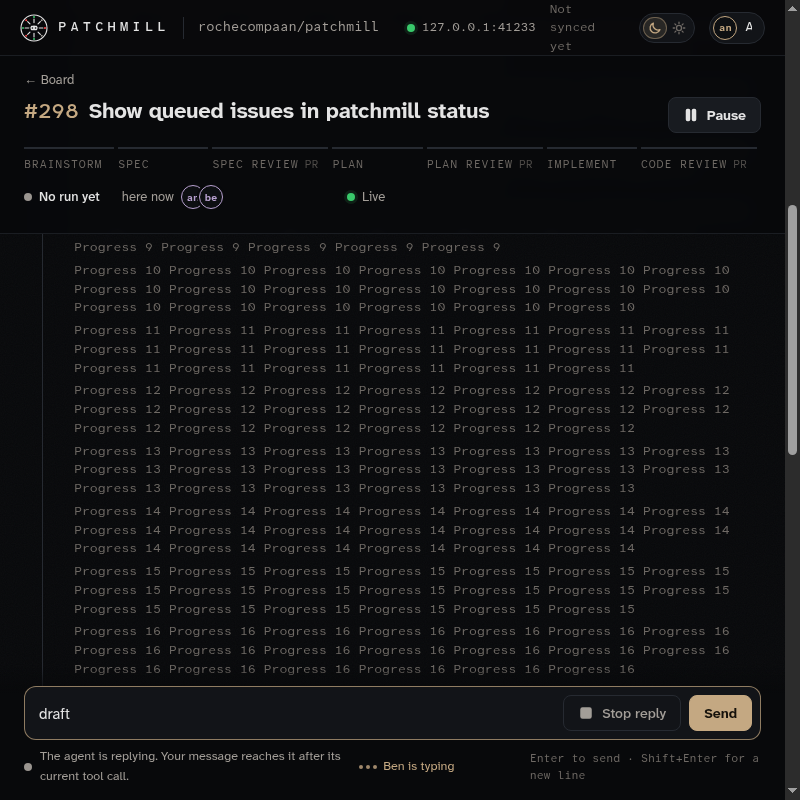 PATCHMILL
rochecompaan/patchmill
127.0.0.1:41233
Not
synced
yet
an
← Board
#298 Show queued issues in patchmill status
Pause
BRAINSTORM
SPEC
SPEC REVIEW PR
PLAN
PLAN REVIEW PR
IMPLEMENT
CODE REVIEW PR
No run yet
here now
be
Live
Progress 9 Progress 9 Progress 9 Progress 9 Progress 9
Progress 10 Progress 10 Progress 10 Progress 10 Progress 10 Progress 10 Progress 10
Progress 10 Progress 10 Progress 10 Progress 10 Progress 10 Progress 10 Progress 10
Progress 10 Progress 10 Progress 10 Progress 10 Progress 10 Progress 10
Progress 11 Progress 11 Progress 11 Progress 11 Progress 11 Progress 11 Progress 11
Progress 11 Progress 11 Progress 11 Progress 11 Progress 11 Progress 11 Progress 11
Progress 11 Progress 11 Progress 11 Progress 11 Progress 11 Progress 11
Progress 12 Progress 12 Progress 12 Progress 12 Progress 12 Progress 12 Progress 12
Progress 12 Progress 12 Progress 12 Progress 12 Progress 12 Progress 12 Progress 12
Progress 12 Progress 12 Progress 12 Progress 12 Progress 12 Progress 12
Progress 13 Progress 13 Progress 13 Progress 13 Progress 13 Progress 13 Progress 13
Progress 13 Progress 13 Progress 13 Progress 13 Progress 13 Progress 13 Progress 13
Progress 13 Progress 13 Progress 13 Progress 13 Progress 13 Progress 13
Progress 14 Progress 14 Progress 14 Progress 14 Progress 14 Progress 14 Progress 14
Progress 14 Progress 14 Progress 14 Progress 14 Progress 14 Progress 14 Progress 14
Progress 14 Progress 14 Progress 14 Progress 14 Progress 14 Progress 14
Progress 15 Progress 15 Progress 15 Progress 15 Progress 15 Progress 15 Progress 15
Progress 15 Progress 15 Progress 15 Progress 15 Progress 15 Progress 15 Progress 15
Progress 15 Progress 15 Progress 15 Progress 15 Progress 15 Progress 15
Progress 16 Progress 16 Progress 16 Progress 16 Progress 16 Progress 16 Progress 16
Progress 16 Progress 16 Progress 16 Progress 16 Progress 16 Progress 16 Progress 16
Progress 16 Progress 16 Progress 16 Progress 16 Progress 16 Progress 16
draft
Stop reply
Send
The agent is replying. Your message reaches it after its
current tool call.
Ben is typing
Enter to send · Shift+Enter for a
new line